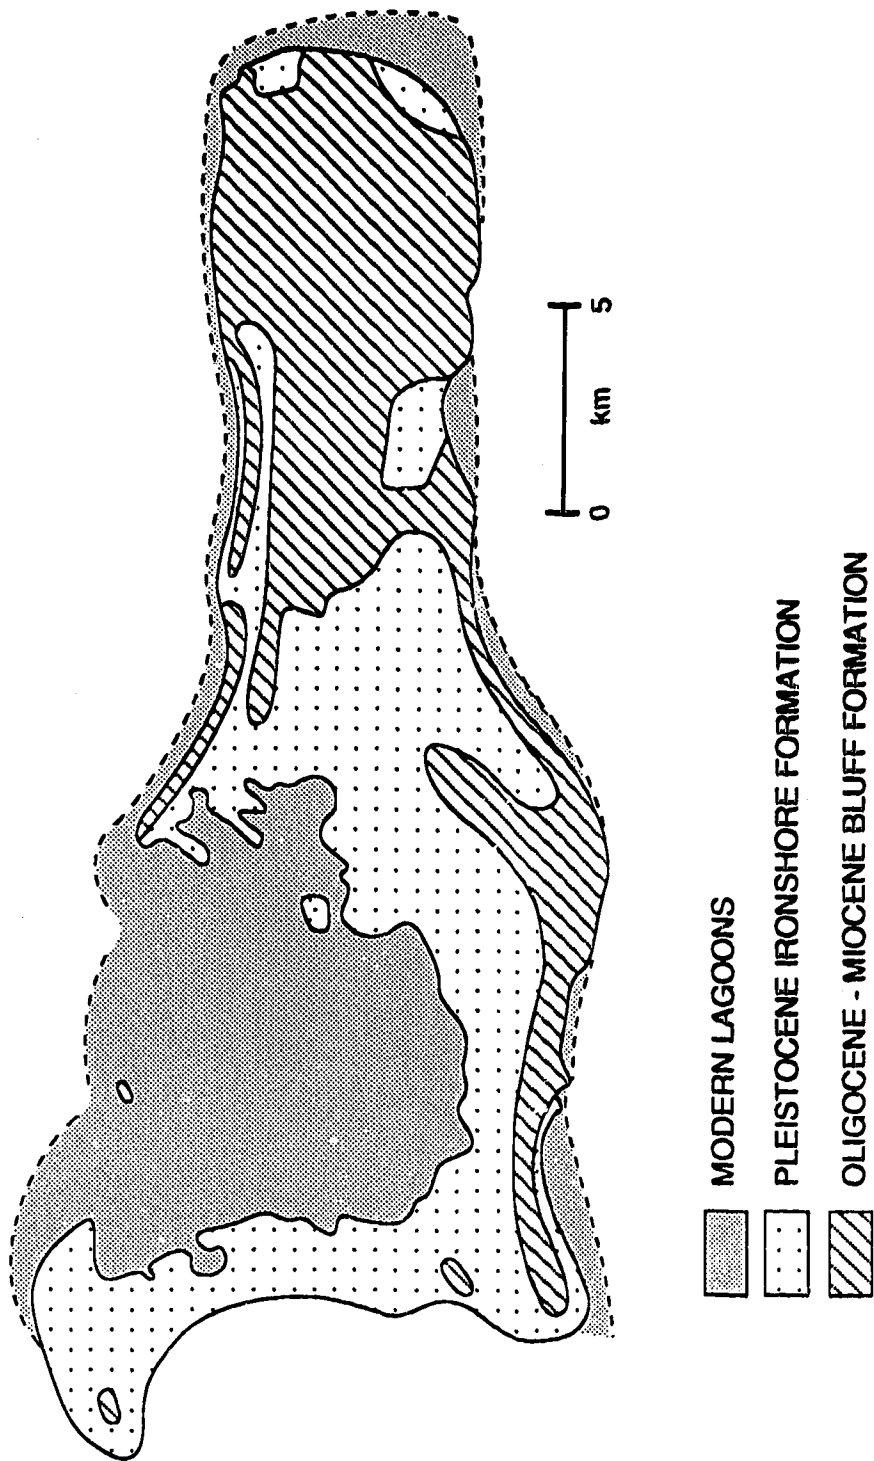 0 km 5
MODERN LAGOONS
PLEISTOCENE IRONSHORE FORMATION
OLIGOCENE - MIOCENE BLUFF FORMATION